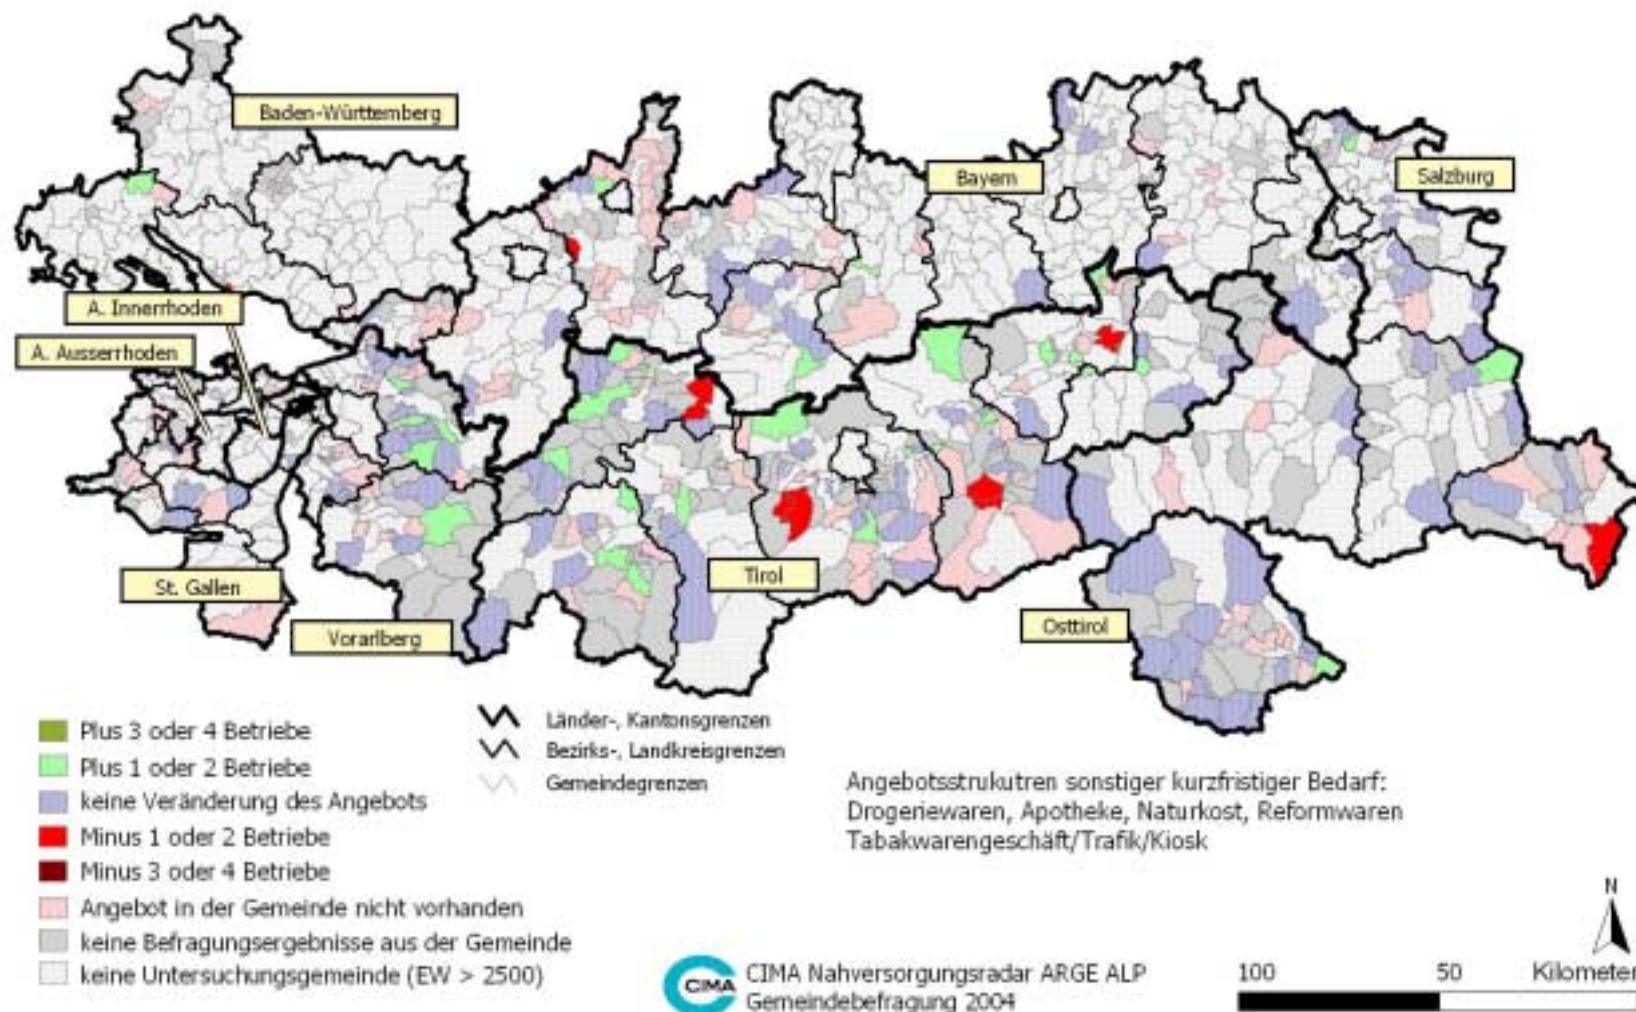 Baden-Württemberg
Bayern
Salzburg
A. Innerrhoden
A. Ausserrhoden
St. Gallen
Vorarlberg
Tirol
Osttirol
Plus 3 oder 4 Betriebe
Plus 1 oder 2 Betriebe
keine Veränderung des Angebots
Minus 1 oder 2 Betriebe
Minus 3 oder 4 Betriebe
Angebot in der Gemeinde nicht vorhanden
keine Befragungsergebnisse aus der Gemeinde
keine Untersuchungsgemeinde (EW > 2500)
Länder-, Kantonsgrenzen
Bezirks-, Landkreisgrenzen
Gemeindegrenzen
Angebotsstrukutren sonstiger kurzfristiger Bedarf:
Drogeriewaren, Apotheke, Naturkost, Reformwaren
Tabakwarengeschäft/Trafik/Kiosk
CIMA
CIMA Nahversorgungsradar ARGE ALP
Gemeindebefragung 2004
N
100 50 Kilometer